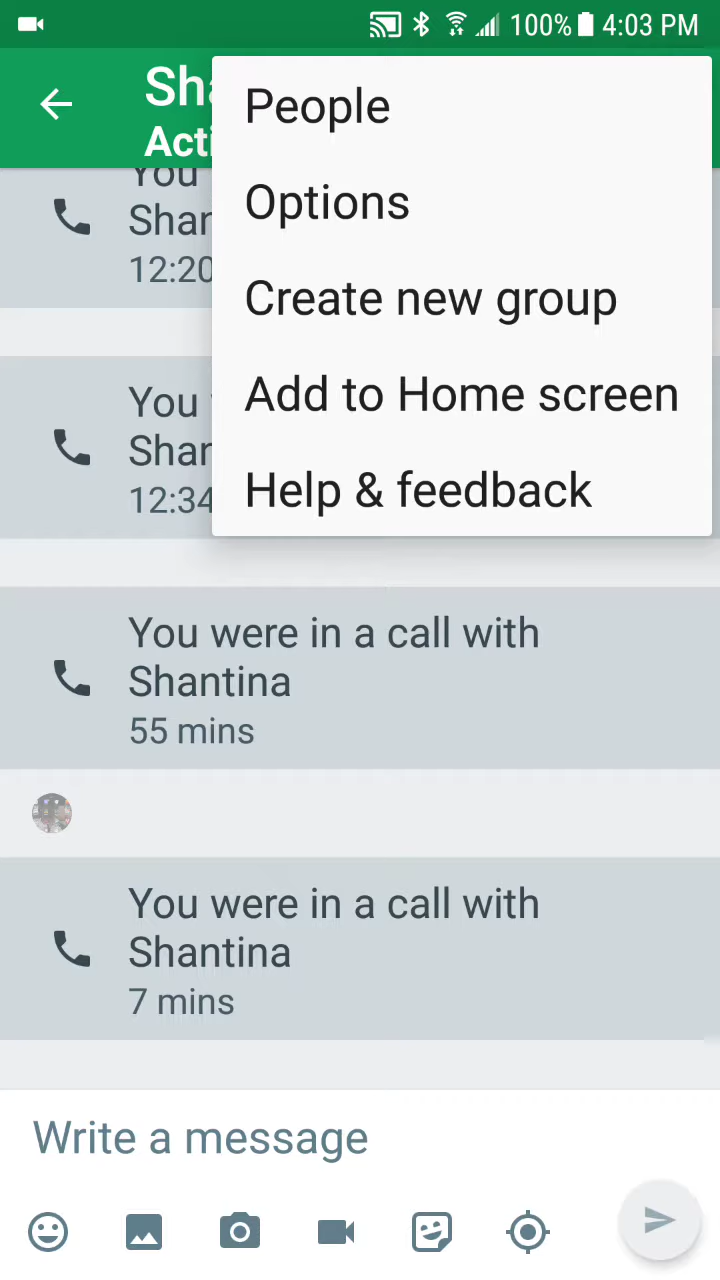 100% 4:03 PM
Sha
Acti
People
Options
Create new group
Add to Home screen
Help & feedback
You
Shan
12:20
You
Shan
12:34
You were in a call with
Shantina
55 mins
You were in a call with
Shantina
7 mins
Write a message